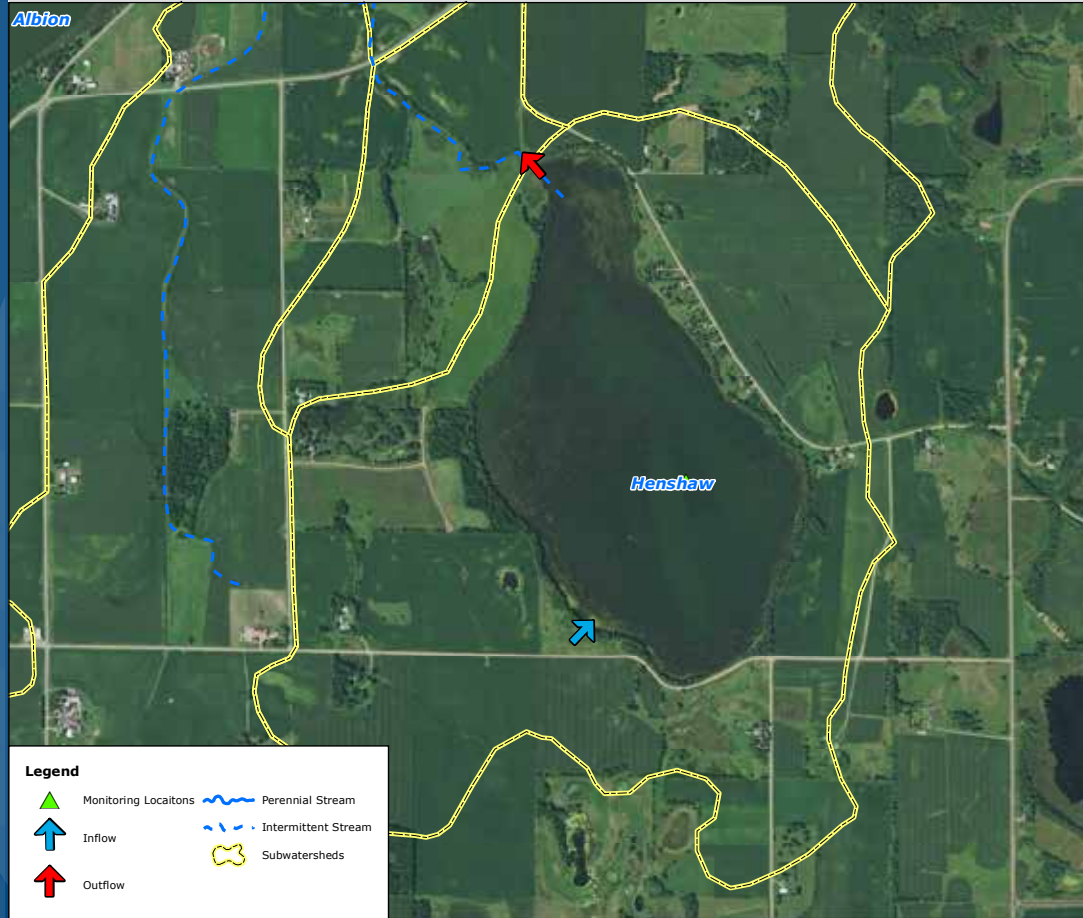 Albion
Henshaw
Legend
Monitoring Locaitons
Perennial Stream
Inflow
Intermittent Stream
Subwatersheds
Outflow